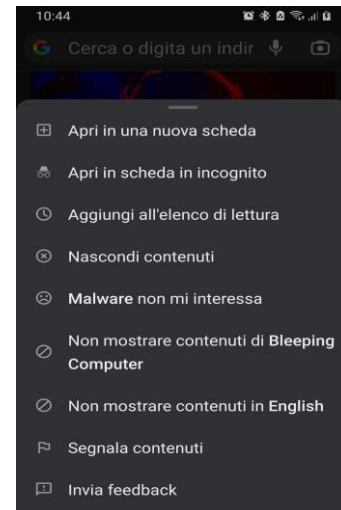 10:44
Cerca o digita un indir
Apri in una nuova scheda
Apri in scheda in incognito
Aggiungi all'elenco di lettura
Nascondi contenuti
Malware non mi interessa
Non mostrare contenuti di Bleeping
Computer
Non mostrare contenuti in English
Segnala contenuti
Invia feedback